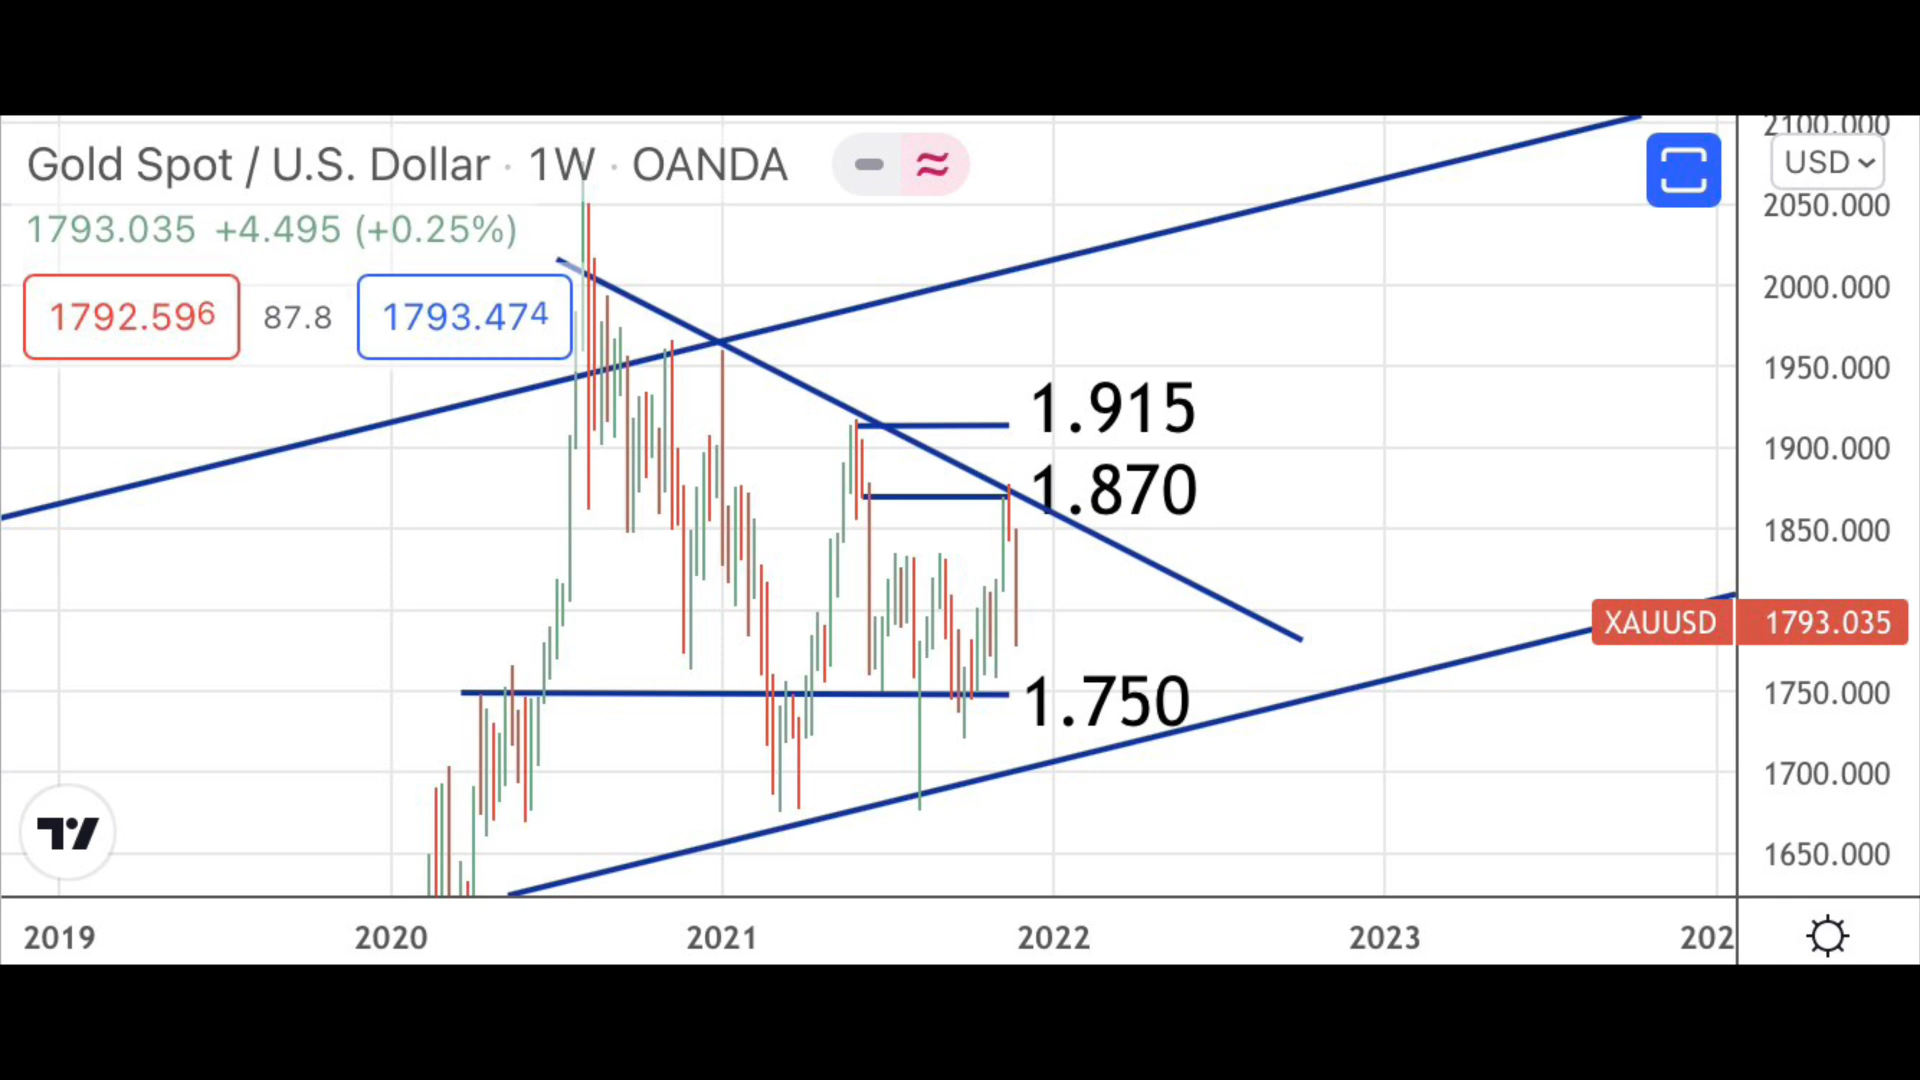 Gold Spot / U.S. Dollar · 1W · OANDA
1793.035 +4.495 (+0.25%)
1792.596 87.8 1793.474
USD
2100.000
2050.000
2000.000
1950.000
1900.000
1850.000
XAUUSD 1793.035
1750.000
1700.000
1650.000
1.915
1.870
1.750
2019 2020 2021 2022 2023 202